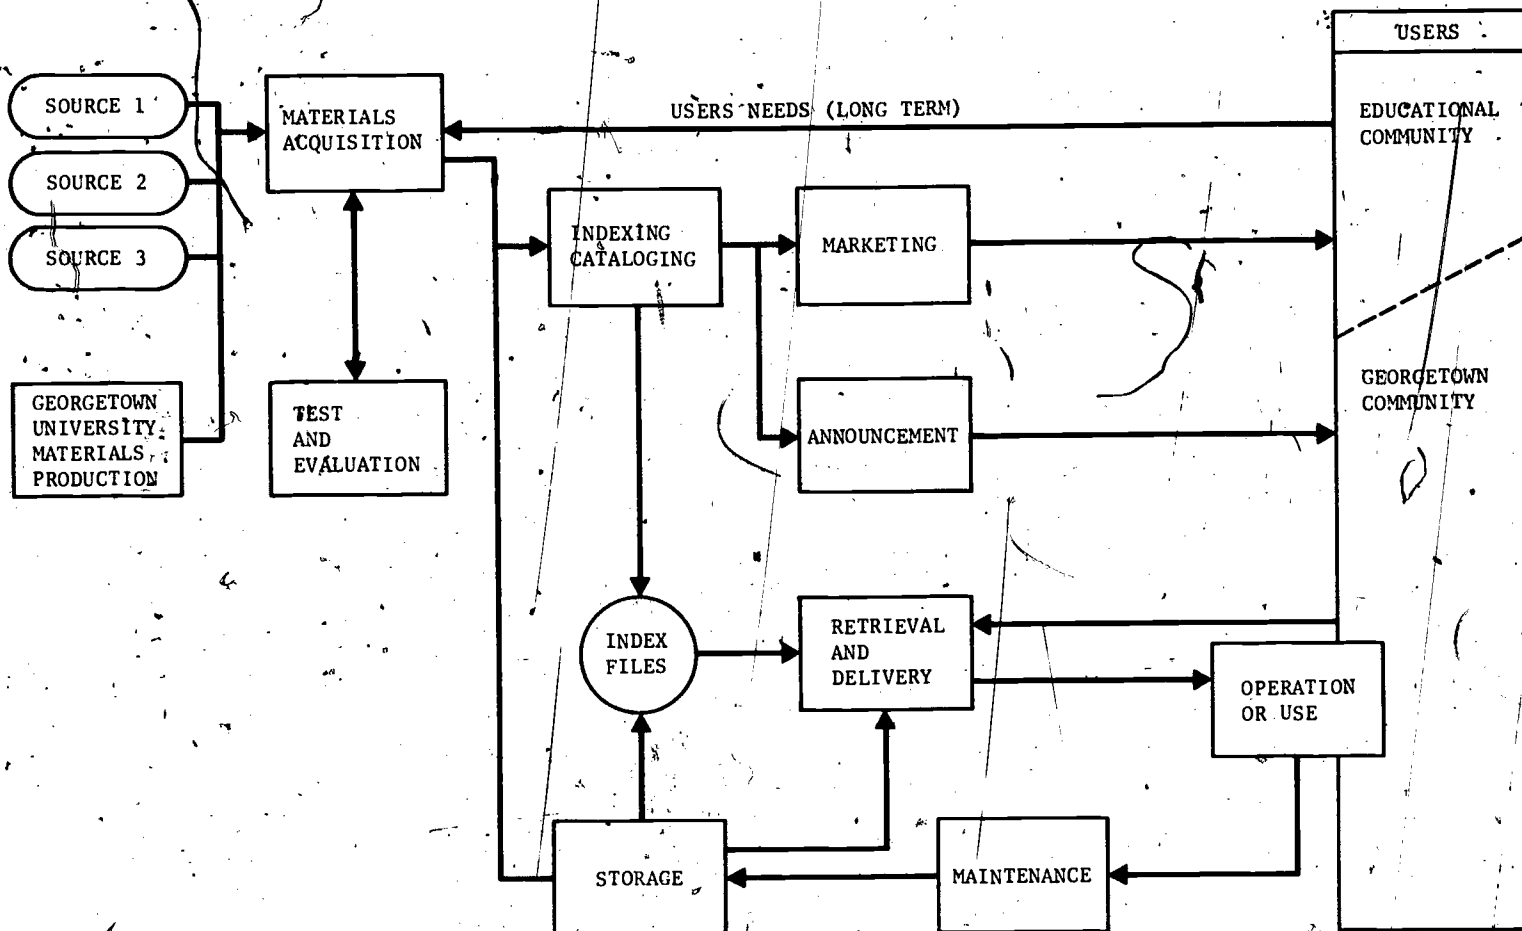 USERS
SOURCE 1
MATERIALS
ACQUISITION
USERS NEEDS (LONG TERM)
EDUCATIONAL
COMMUNITY
SOURCE 2
SOURCE 3
INDEXING
CATALOGING
MARKETING
GEORGETOWN
COMMUNITY
GEORGETOWN
UNIVERSITY
MATERIALS
PRODUCTION
TEST
AND
EVALUATION
ANNOUNCEMENT
INDEX
FILES
RETRIEVAL
AND
DELIVERY
OPERATION
OR USE
STORAGE
MAINTENANCE